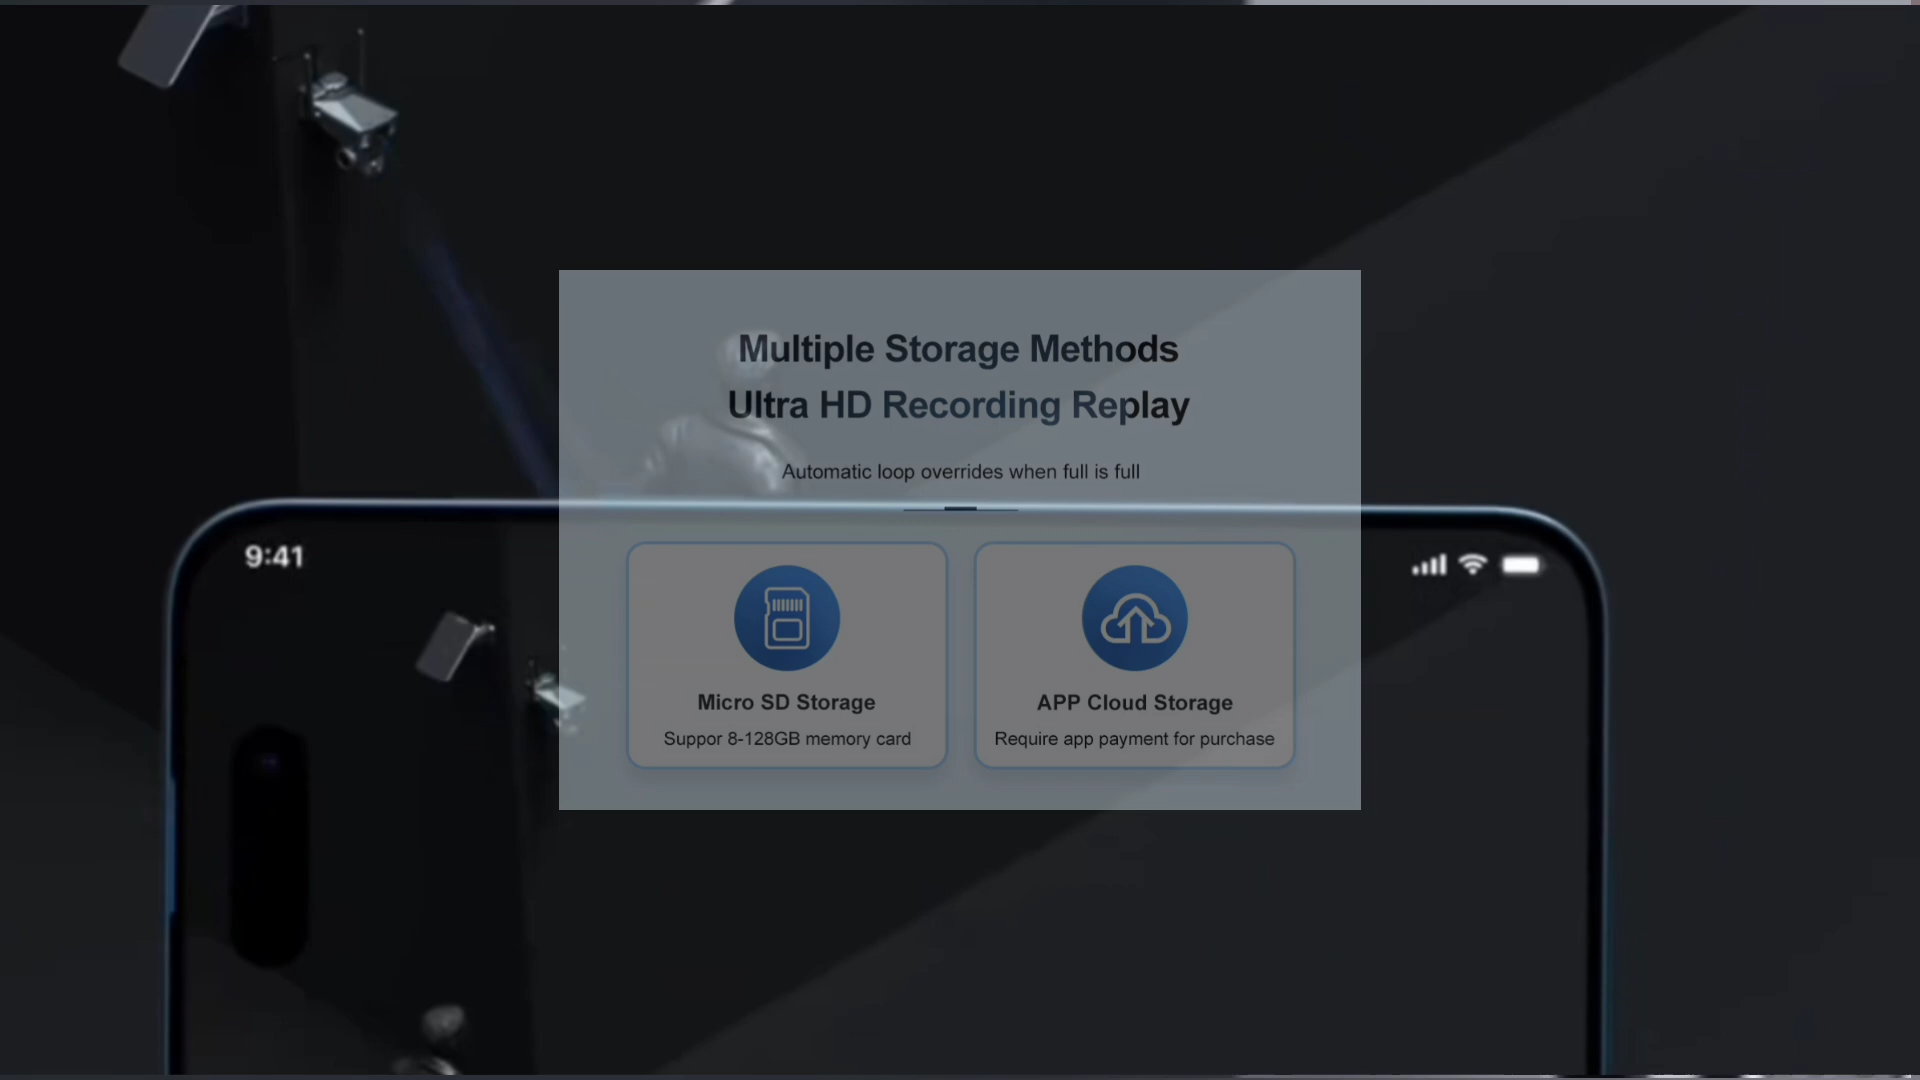 Multiple Storage Methods
Ultra HD Recording Replay
Automatic loop overrides when full is full
9:41
Micro SD Storage
Suppor 8-128GB memory card
APP Cloud Storage
Require app payment for purchase